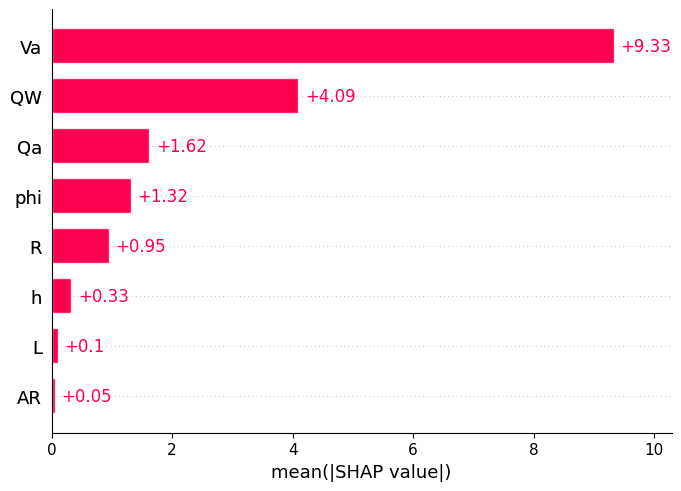 Va +9.33
QW +4.09
Qa +1.62
phi +1.32
R +0.95
h +0.33
L +0.1
AR +0.05
0 2 4 6 8 10
mean(|SHAP value|)